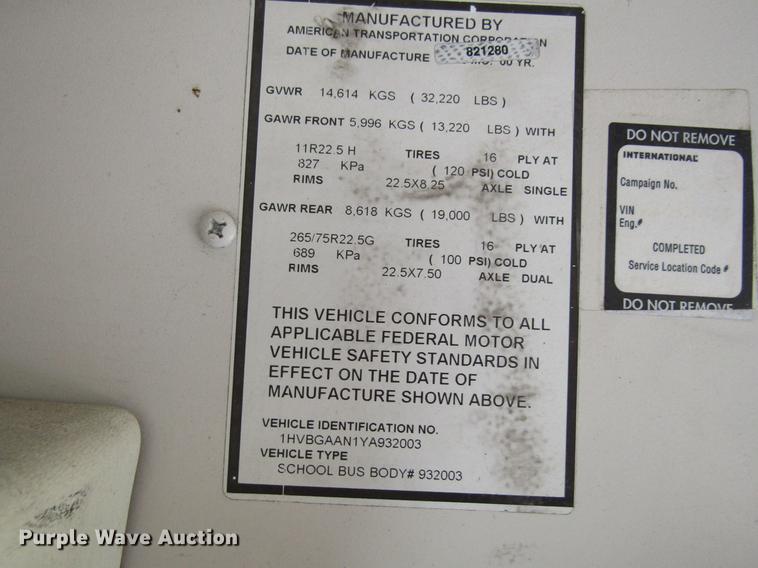 MANUFACTURED BY
AMERICAN TRANSPORTATION CORPORATION
DATE OF MANUFACTURE 821280 00 YR.
GVWR 14,614 KGS ( 32,220 LBS )
GAWR FRONT 5,996 KGS ( 13,220 LBS ) WITH
11R22.5 H TIRES 16 PLY AT
827 KPa ( 120 PSI) COLD
RIMS 22.5X8.25 AXLE SINGLE
GAWR REAR 8,618 KGS ( 19,000 LBS ) WITH
265/75R22.5G TIRES 16 PLY AT
689 KPa ( 100 PSI) COLD
RIMS 22.5X7.50 AXLE DUAL
THIS VEHICLE CONFORMS TO ALL
APPLICABLE FEDERAL MOTOR
VEHICLE SAFETY STANDARDS IN
EFFECT ON THE DATE OF
MANUFACTURE SHOWN ABOVE.
VEHICLE IDENTIFICATION NO.
1HVBGAAN1YA932003
VEHICLE TYPE
SCHOOL BUS BODY# 932003
DO NOT REMOVE
INTERNATIONAL
Campaign No.
VIN
Eng.#
COMPLETED
Service Location Code #
DO NOT REMOVE
Purple Wave Auction